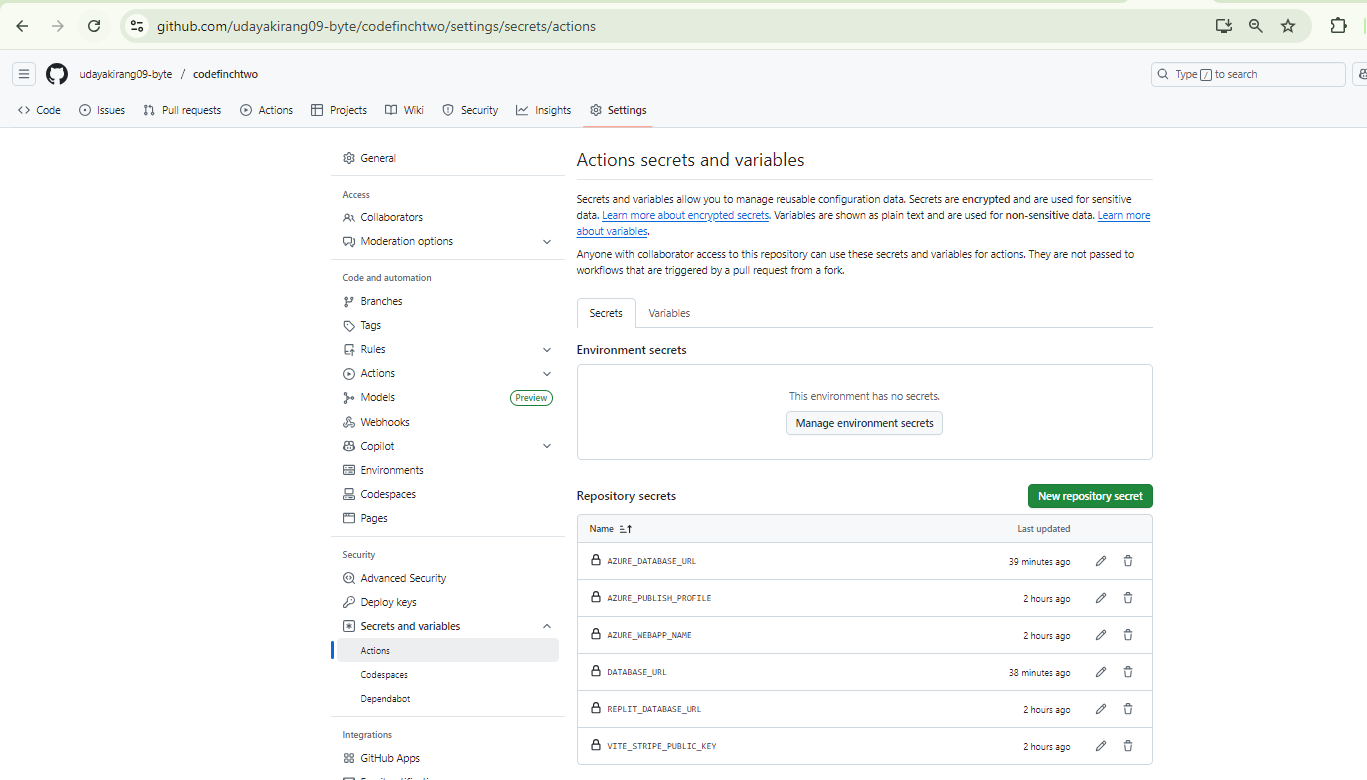 github.com/udayakirang09-byte/codefinchtwo/settings/secrets/actions
udayakirang09-byte / codefinchtwo
Type / to search
Code Issues Pull requests Actions Projects Wiki Security Insights Settings
General
Access
Collaborators
Moderation options
Code and automation
Branches
Tags
Rules
Actions
Models Preview
Webhooks
Copilot
Environments
Codespaces
Pages
Security
Advanced Security
Deploy keys
Secrets and variables
Actions
Codespaces
Dependabot
Integrations
GitHub Apps
Actions secrets and variables
Secrets and variables allow you to manage reusable configuration data. Secrets are encrypted and are used for sensitive
data. Learn more about encrypted secrets. Variables are shown as plain text and are used for non-sensitive data. Learn more
about variables.
Anyone with collaborator access to this repository can use these secrets and variables for actions. They are not passed to
workflows that are triggered by a pull request from a fork.
Secrets Variables
Environment secrets
This environment has no secrets.
Manage environment secrets
Repository secrets New repository secret
Name Last updated
AZURE_DATABASE_URL 39 minutes ago
AZURE_PUBLISH_PROFILE 2 hours ago
AZURE_WEBAPP_NAME 2 hours ago
DATABASE_URL 38 minutes ago
REPLIT_DATABASE_URL 2 hours ago
VITE_STRIPE_PUBLIC_KEY 2 hours ago